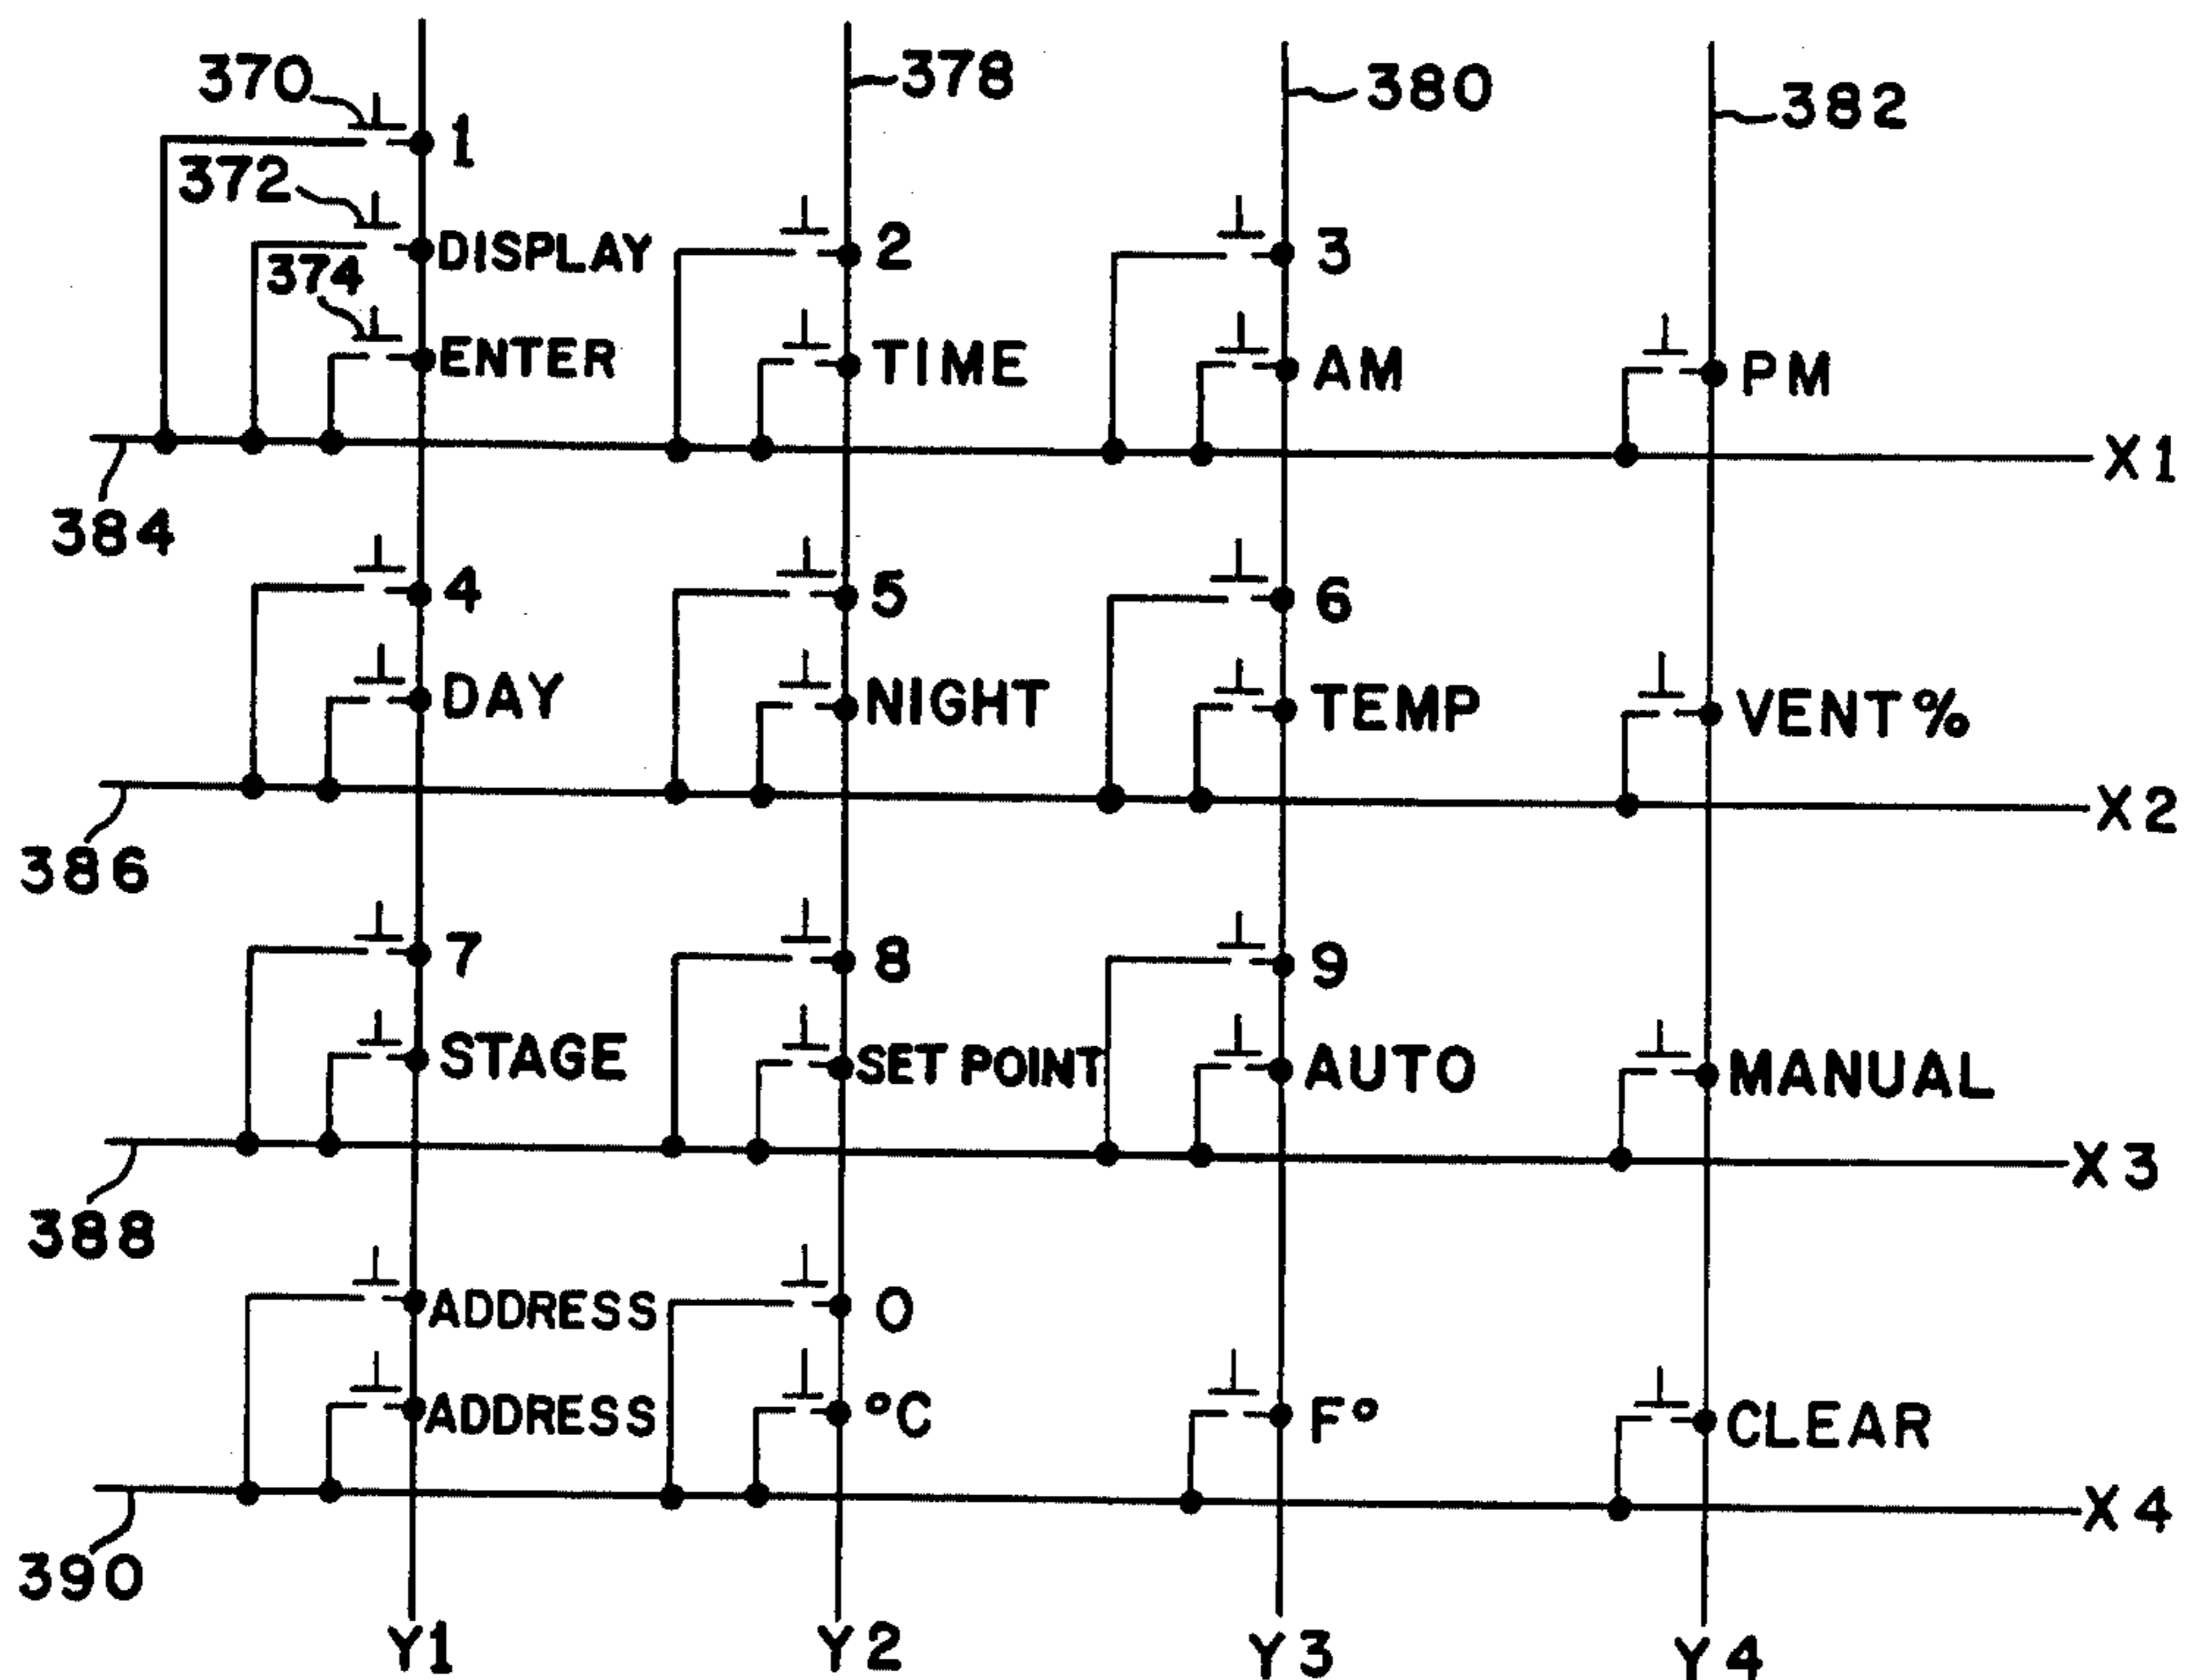 370
378
380
382
1
372
DISPLAY
2
3
374
ENTER
TIME
AM
PM
X1
384
4
5
6
DAY
NIGHT
TEMP
VENT%
X2
386
7
8
9
STAGE
SET POINT
AUTO
MANUAL
X3
388
ADDRESS
0
ADDRESS
°C
F°
CLEAR
X4
390
Y1
Y2
Y3
Y4